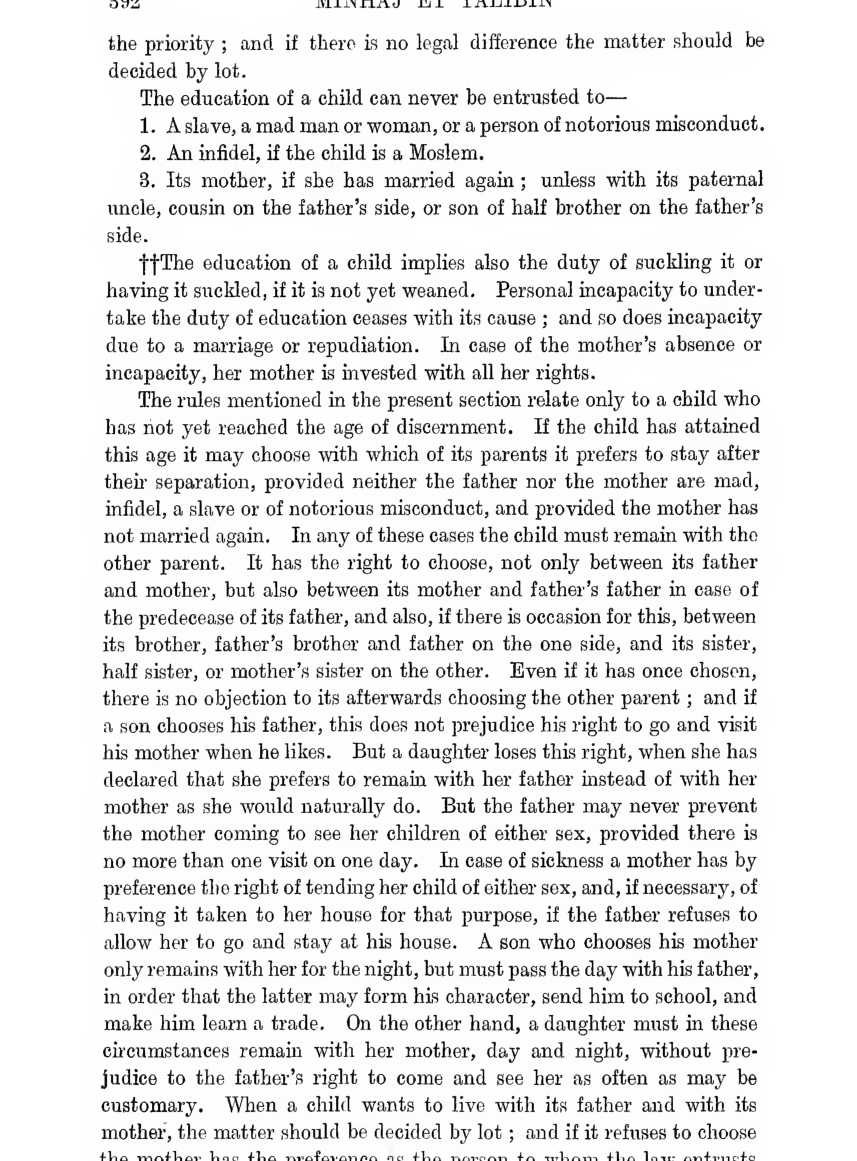 392 MINHAJ ET TALIBIN
the priority ; and if there is no legal difference the matter should be
decided by lot.
The education of a child can never be entrusted to—
1. A slave, a mad man or woman, or a person of notorious misconduct.
2. An infidel, if the child is a Moslem.
3. Its mother, if she has married again ; unless with its paternal
uncle, cousin on the father's side, or son of half brother on the father's
side.
††The education of a child implies also the duty of suckling it or
having it suckled, if it is not yet weaned. Personal incapacity to under-
take the duty of education ceases with its cause ; and so does incapacity
due to a marriage or repudiation. In case of the mother's absence or
incapacity, her mother is invested with all her rights.
The rules mentioned in the present section relate only to a child who
has not yet reached the age of discernment. If the child has attained
this age it may choose with which of its parents it prefers to stay after
their separation, provided neither the father nor the mother are mad,
infidel, a slave or of notorious misconduct, and provided the mother has
not married again. In any of these cases the child must remain with the
other parent. It has the right to choose, not only between its father
and mother, but also between its mother and father's father in case of
the predecease of its father, and also, if there is occasion for this, between
its brother, father's brother and father on the one side, and its sister,
half sister, or mother's sister on the other. Even if it has once chosen,
there is no objection to its afterwards choosing the other parent ; and if
a son chooses his father, this does not prejudice his right to go and visit
his mother when he likes. But a daughter loses this right, when she has
declared that she prefers to remain with her father instead of with her
mother as she would naturally do. But the father may never prevent
the mother coming to see her children of either sex, provided there is
no more than one visit on one day. In case of sickness a mother has by
preference the right of tending her child of either sex, and, if necessary, of
having it taken to her house for that purpose, if the father refuses to
allow her to go and stay at his house. A son who chooses his mother
only remains with her for the night, but must pass the day with his father,
in order that the latter may form his character, send him to school, and
make him learn a trade. On the other hand, a daughter must in these
circumstances remain with her mother, day and night, without pre-
judice to the father's right to come and see her as often as may be
customary. When a child wants to live with its father and with its
mother, the matter should be decided by lot ; and if it refuses to choose
the mother has the preference as the person to whom the law entrusts